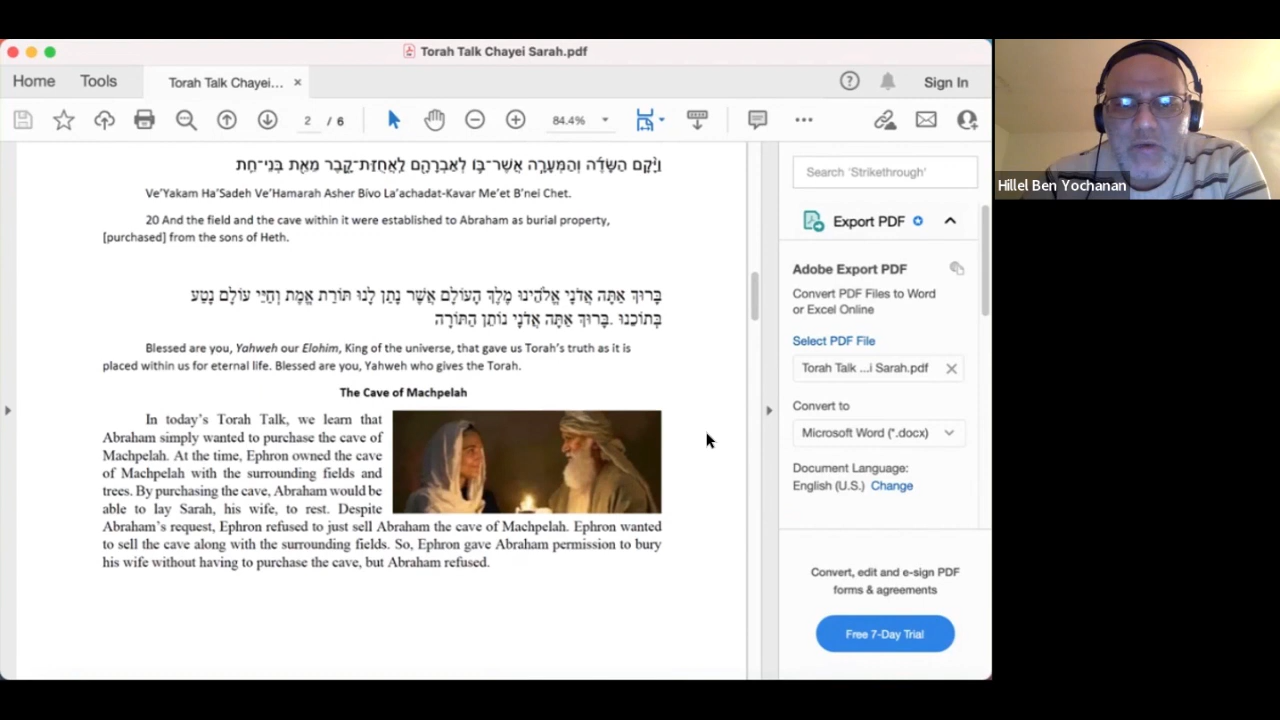 Torah Talk Chayei Sarah.pdf
Home
Tools
Torah Talk Chayei...
Sign In
2 / 6
84.4%
וַיָּ֨קָם הַשָּׂדֶ֜ה וְהַמְּעָרָ֧ה אֲשֶׁר־בּ֛וֹ לְאַבְרָהָ֖ם לַאֲחֻזַּת־קָ֑בֶר מֵאֵ֖ת בְּנֵי־חֵֽת
Ve’Yakam Ha’Sadeh Ve’Hamarah Asher Bivo La’achadat-Kavar Me’et B’nei Chet.
20 And the field and the cave within it were established to Abraham as burial property,
[purchased] from the sons of Heth.
בָּרוּךְ אַתָּה אֲדֹנָי אֱלֹהֵינוּ מֶלֶךְ הָעוֹלָם אֲשֶׁר נָתַן לָנוּ תּוֹרַת אֱמֶת וְחַיֵּי עוֹלָם נָטַע
בְּתוֹכֵנוּ .בָּרוּךְ אַתָּה אֲדֹנָי נוֹתֵן הַתּוֹרָה
Blessed are you, Yahweh our Elohim, King of the universe, that gave us Torah’s truth as it is
placed within us for eternal life. Blessed are you, Yahweh who gives the Torah.
The Cave of Machpelah
In today’s Torah Talk, we learn that
Abraham simply wanted to purchase the cave of
Machpelah. At the time, Ephron owned the cave
of Machpelah with the surrounding fields and
trees. By purchasing the cave, Abraham would be
able to lay Sarah, his wife, to rest. Despite
Abraham’s request, Ephron refused to just sell Abraham the cave of Machpelah. Ephron wanted
to sell the cave along with the surrounding fields. So, Ephron gave Abraham permission to bury
his wife without having to purchase the cave, but Abraham refused.
Search 'Strikethrough'
Export PDF
Adobe Export PDF
Convert PDF Files to Word
or Excel Online
Select PDF File
Torah Talk ...i Sarah.pdf
Convert to
Microsoft Word (*.docx)
Document Language:
English (U.S.) Change
Convert, edit and e-sign PDF
forms & agreements
Free 7-Day Trial
Hillel Ben Yochanan